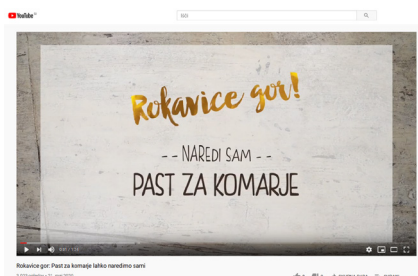 YouTube
Rokavice gor!
-- NAREDI SAM --
PAST ZA KOMARJE
Rokavice gor: Past za komarje lahko naredimo sami